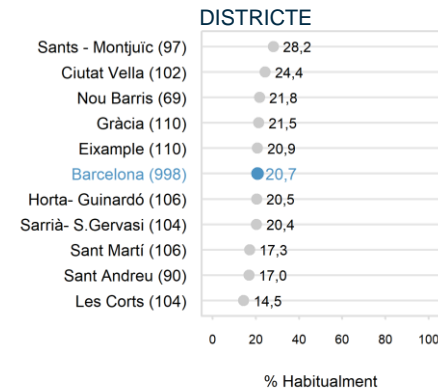 DISTRICTE
Sants - Montjuïc (97) 28,2
Ciutat Vella (102) 24,4
Nou Barris (69) 21,8
Gràcia (110) 21,5
Eixample (110) 20,9
Barcelona (998) 20,7
Horta- Guinardó (106) 20,5
Sarrià- S.Gervasi (104) 20,4
Sant Martí (106) 17,3
Sant Andreu (90) 17,0
Les Corts (104) 14,5
0 20 40 60 80 100
% Habitualment